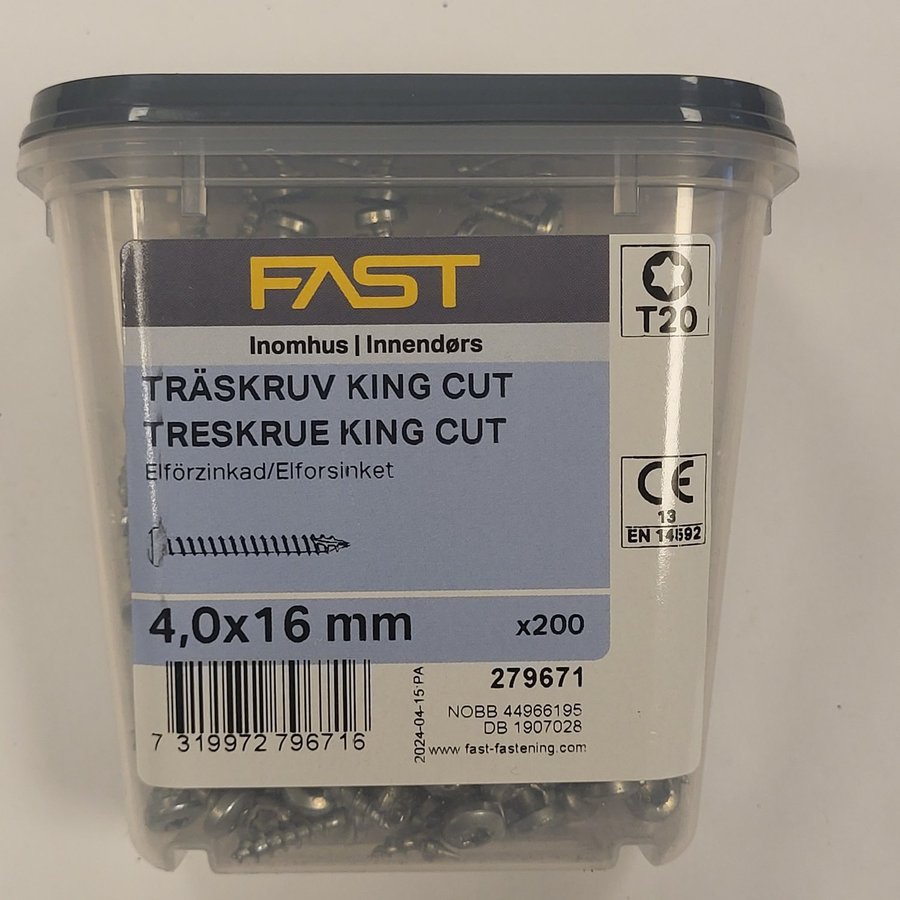 FAST
T20
Inomhus | Innendørs
TRÄSKRUV KING CUT
TRESKRUE KING CUT
Elförzinkad/Elforsinket
CE
13
EN 14592
4,0x16 mm
x200
279671
NOBB 44966195
DB 1907028
www.fast-fastening.com
7 319972 796716
2024-04-15 PA